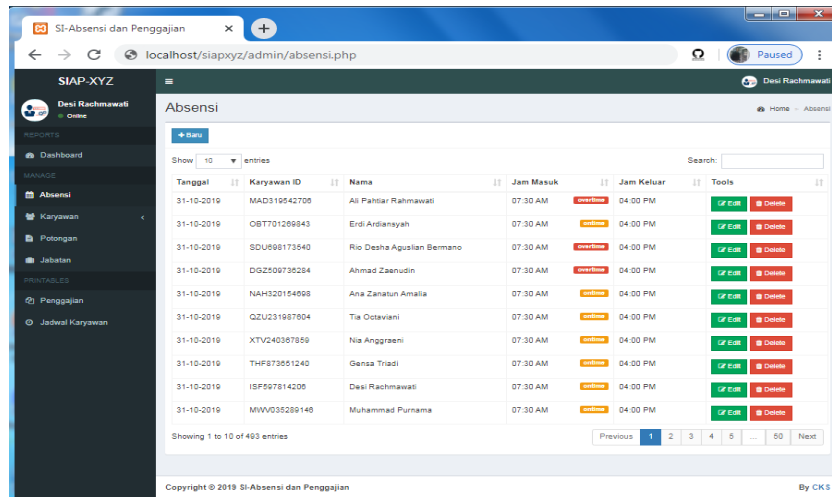 SI-Absensi dan Penggajian
localhost/siapxyz/admin/absensi.php
Paused
SIAP-XYZ
Desi Rachmawati
Desi Rachmawati
Online
Absensi
Home
Absensi
REPORTS
Dashboard
MANAGE
Absensi
Karyawan
Potongan
Jabatan
PRINTABLES
Penggajian
Jadwal Karyawan
+ Baru
Show 10 entries
Search:
Tanggal Karyawan ID Nama Jam Masuk Jam Keluar Tools
31-10-2019 MAD319542706 Ali Pahtiar Rahmawati 07:30 AM overtime 04:00 PM Edit Delete
31-10-2019 OBT701269843 Erdi Ardiansyah 07:30 AM ontime 04:00 PM Edit Delete
31-10-2019 SDU698173540 Rio Desha Aguslian Bermano 07:30 AM overtime 04:00 PM Edit Delete
31-10-2019 DGZ509736284 Ahmad Zaenudin 07:30 AM overtime 04:00 PM Edit Delete
31-10-2019 NAH320154698 Ana Zanatun Amalia 07:30 AM ontime 04:00 PM Edit Delete
31-10-2019 QZU231987604 Tia Octaviani 07:30 AM ontime 04:00 PM Edit Delete
31-10-2019 XTV240367859 Nia Anggraeni 07:30 AM ontime 04:00 PM Edit Delete
31-10-2019 THF873651240 Gensa Triadi 07:30 AM ontime 04:00 PM Edit Delete
31-10-2019 ISF597814206 Desi Rachmawati 07:30 AM ontime 04:00 PM Edit Delete
31-10-2019 MWV035289146 Muhammad Purnama 07:30 AM ontime 04:00 PM Edit Delete
Showing 1 to 10 of 493 entries
Previous 1 2 3 4 5 ... 50 Next
Copyright © 2019 SI-Absensi dan Penggajian
By CKS